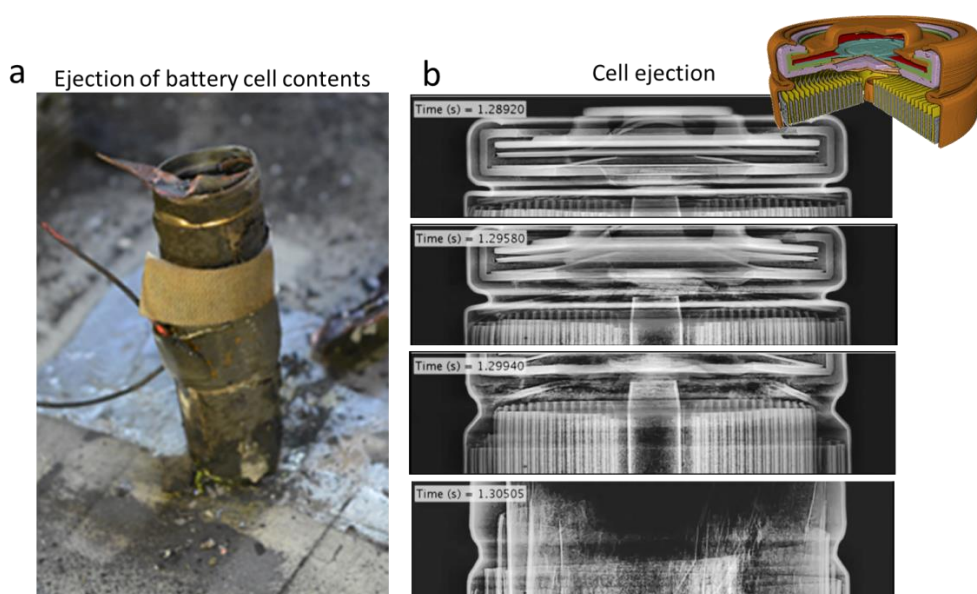 a
Ejection of battery cell contents
b
Cell ejection
Time (s) = 1.28920
Time (s) = 1.29580
Time (s) = 1.29940
Time (s) = 1.30505